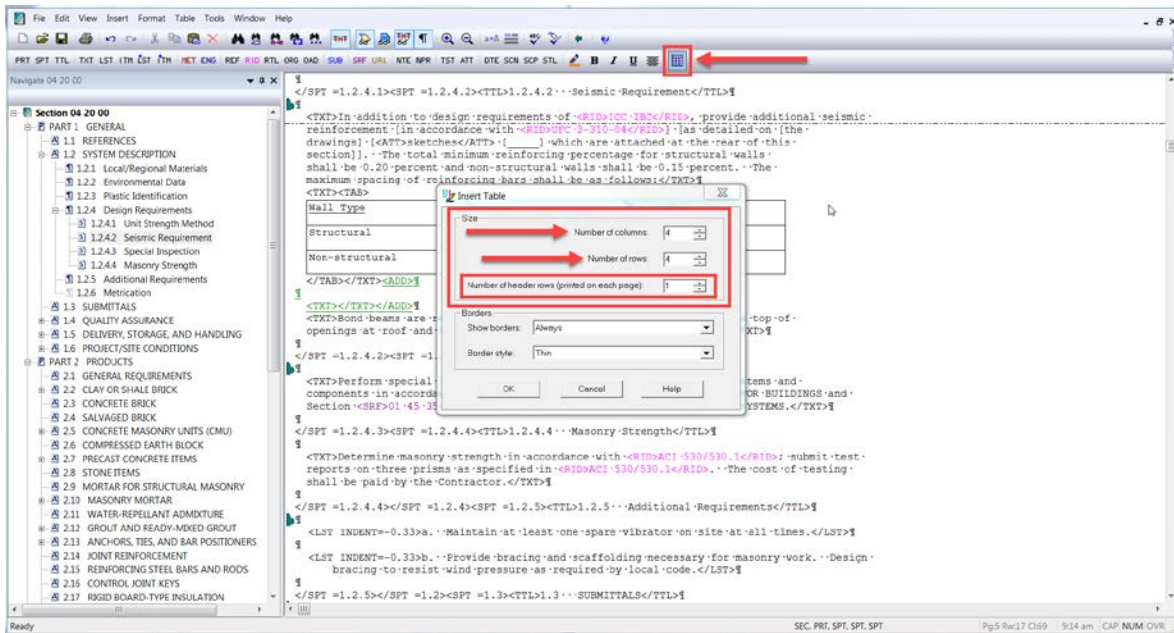 File Edit View Insert Format Table Tools Window Help
PRT SPT TTL TXT LST ITM ĽST ÍTM MET ENG REF RID RTL ORG OAD SUB SRF URL NTE NPR TST ATT DTE SCN SCP STL B I U
Navigate 04 20 00
Section 04 20 00
PART 1 GENERAL
1.1 REFERENCES
1.2 SYSTEM DESCRIPTION
1.2.1 Local/Regional Materials
1.2.2 Environmental Data
1.2.3 Plastic Identification
1.2.4 Design Requirements
1.2.4.1 Unit Strength Method
1.2.4.2 Seismic Requirement
1.2.4.3 Special Inspection
1.2.4.4 Masonry Strength
1.2.5 Additional Requirements
1.2.6 Metrication
1.3 SUBMITTALS
1.4 QUALITY ASSURANCE
1.5 DELIVERY, STORAGE, AND HANDLING
1.6 PROJECT/SITE CONDITIONS
PART 2 PRODUCTS
2.1 GENERAL REQUIREMENTS
2.2 CLAY OR SHALE BRICK
2.3 CONCRETE BRICK
2.4 SALVAGED BRICK
2.5 CONCRETE MASONRY UNITS (CMU)
2.6 COMPRESSED EARTH BLOCK
2.7 PRECAST CONCRETE ITEMS
2.8 STONE ITEMS
2.9 MORTAR FOR STRUCTURAL MASONRY
2.10 MASONRY MORTAR
2.11 WATER-REPELLANT ADMIXTURE
2.12 GROUT AND READY-MIXED GROUT
2.13 ANCHORS, TIES, AND BAR POSITIONERS
2.14 JOINT REINFORCEMENT
2.15 REINFORCING STEEL BARS AND RODS
2.16 CONTROL JOINT KEYS
2.17 RIGID BOARD-TYPE INSULATION
¶
</SPT =1.2.4.1><SPT =1.2.4.2><TTL>1.2.4.2···Seismic·Requirement</TTL>¶
¶
<TXT>In·addition·to·design·requirements·of·<RID>ICC·IBC</RID>,·provide·additional·seismic·
reinforcement·[in·accordance·with·<RID>UFC·3-310-04</RID>]·[as·detailed·on·[the·
drawings]·[<ATT>sketches</ATT>·[_____]·which·are·attached·at·the·rear·of·this·
section]].··The·total·minimum·reinforcing·percentage·for·structural·walls·
shall·be·0.20·percent·and·non-structural·walls·shall·be·0.15·percent.··The·
maximum·spacing·of·reinforcing·bars·shall·be·as·follows:</TXT>¶
<TXT><TAB>
Wall Type
Structural
Non-structural
</TAB></TXT><ADD>¶
¶
<TXT></TXT></ADD>¶
<TXT>Bond·beams·are·r top·of·
openings·at·roof·and· XT>¶
¶
</SPT =1.2.4.2><SPT =1.
¶
<TXT>Perform·special· tems·and·
components·in·accorda OR·BUILDINGS·and·
Section·<SRF>01·45·35 YSTEMS.</TXT>¶
¶
</SPT =1.2.4.3><SPT =1.2.4.4><TTL>1.2.4.4···Masonry·Strength</TTL>¶
¶
<TXT>Determine·masonry·strength·in·accordance·with·<RID>ACI·530/530.1</RID>;·submit·test·
reports·on·three·prisms·as·specified·in·<RID>ACI·530/530.1</RID>.··The·cost·of·testing·
shall·be·paid·by·the·Contractor.</TXT>¶
¶
</SPT =1.2.4.4></SPT =1.2.4><SPT =1.2.5><TTL>1.2.5···Additional·Requirements</TTL>¶
¶
<LST INDENT=-0.33>a.··Maintain·at·least·one·spare·vibrator·on·site·at·all·times.</LST>¶
¶
<LST INDENT=-0.33>b.··Provide·bracing·and·scaffolding·necessary·for·masonry·work.··Design·
bracing·to·resist·wind·pressure·as·required·by·local·code.</LST>¶
¶
</SPT =1.2.5></SPT =1.2><SPT =1.3><TTL>1.3···SUBMITTALS</TTL>¶
Insert Table
Size
Number of columns: 4
Number of rows: 4
Number of header rows (printed on each page): 1
Borders
Show borders: Always
Border style: Thin
OK Cancel Help
Ready SEC, PRT, SPT, SPT, SPT Pg:5 Rw:17 Cl:69 9:14 am CAP NUM OVR